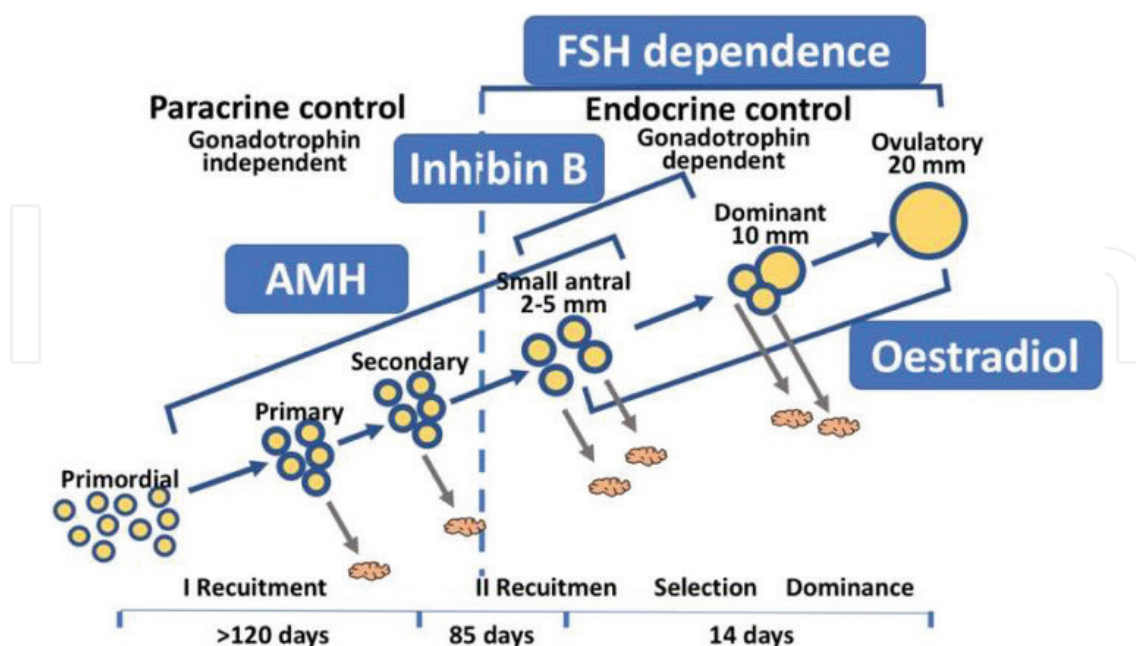 FSH dependence
Paracrine control
Gonadotrophin
independent
Endocrine control
Gonadotrophin
dependent
Ovulatory
20 mm
Inhibin B
Dominant
10 mm
AMH
Small antral
2-5 mm
Oestradiol
Secondary
Primary
Primordial
I Recuitment
II Recuitmen
Selection
Dominance
>120 days
85 days
14 days